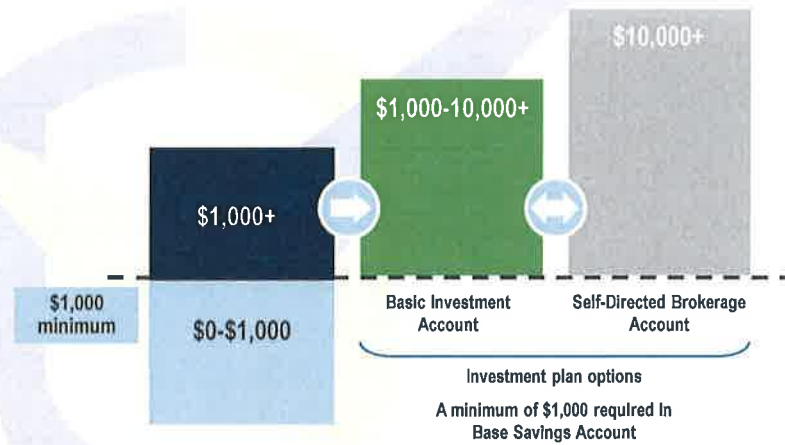 $10,000+
$1,000-10,000+
$1,000+
$1,000
minimum
$0-$1,000
Basic Investment
Account
Self-Directed Brokerage
Account
Investment plan options
A minimum of $1,000 required In
Base Savings Account